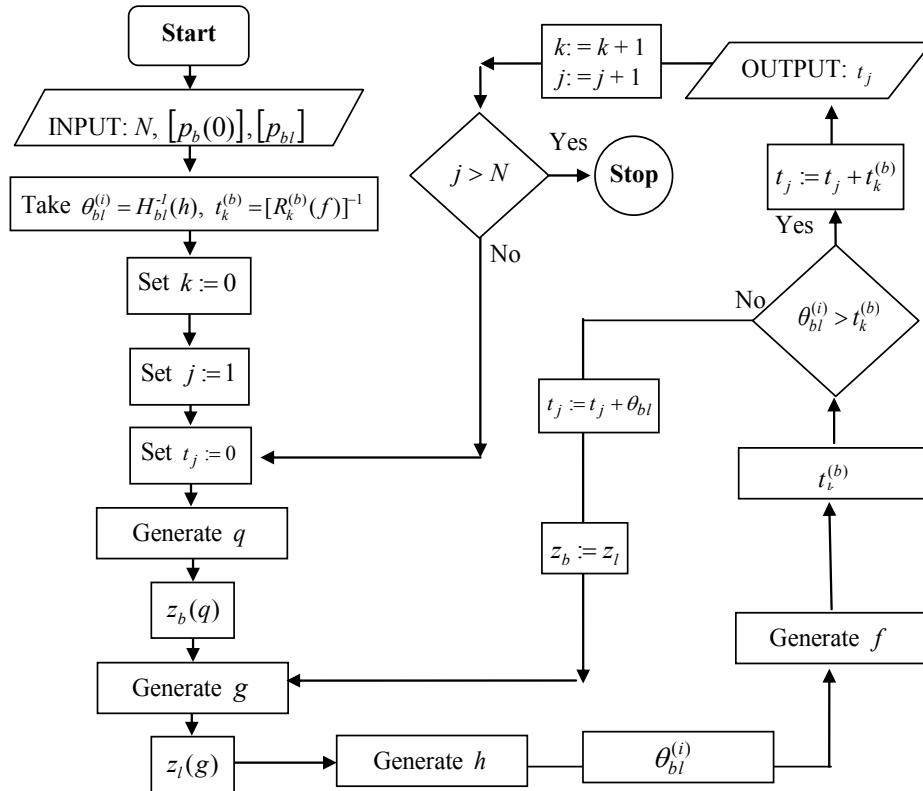 Start
INPUT: N, [p_b(0)], [p_bl]
Take θ_bl^(i) = H_bl^-1(h), t_k^(b) = [R_k^(b)(f)]^-1
Set k := 0
Set j := 1
Set t_j := 0
Generate q
z_b(q)
Generate g
z_l(g)
Generate h
θ_bl^(i)
Generate f
t_k^(b)
θ_bl^(i) > t_k^(b)
Yes
No
t_j := t_j + t_k^(b)
OUTPUT: t_j
k: = k + 1
j: = j + 1
j > N
Yes
Stop
No
t_j := t_j + θ_bl
z_b := z_l